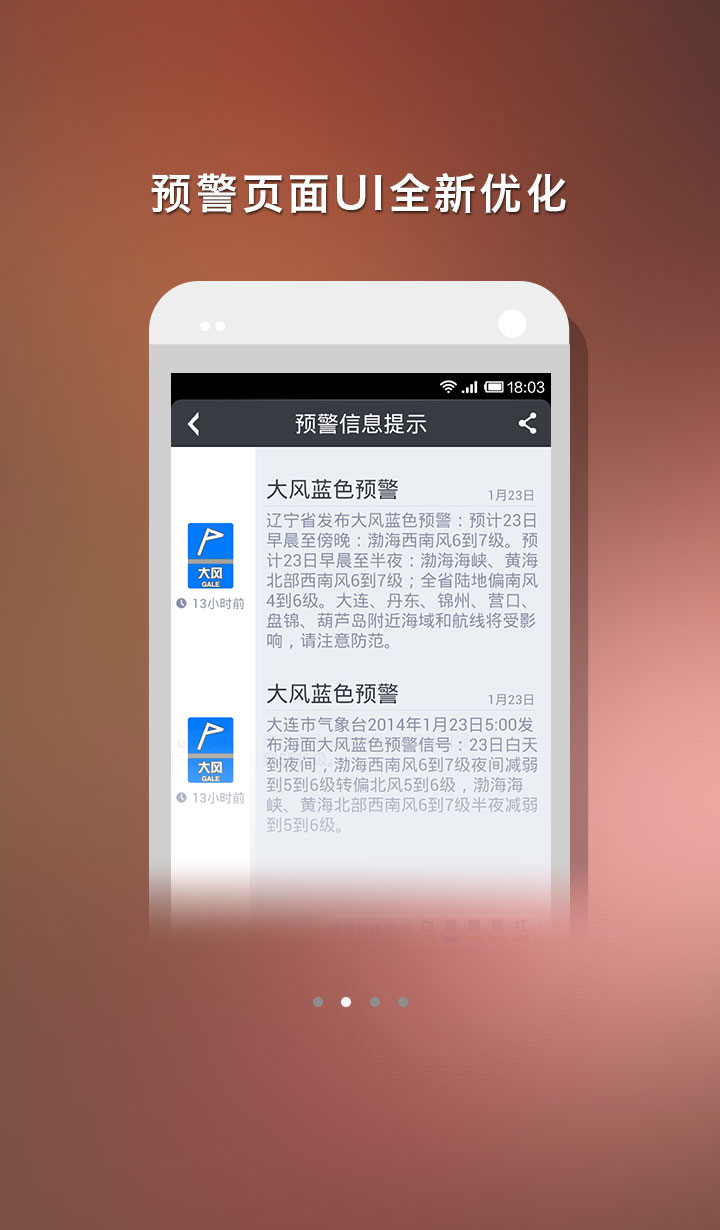 预警页面UI全新优化
18:03
预警信息提示
大风蓝色预警
1月23日
辽宁省发布大风蓝色预警：预计23日
早晨至傍晚：渤海西南风6到7级。预
计23日早晨至半夜：渤海海峡、黄海
北部西南风6到7级；全省陆地偏南风
4到6级。大连、丹东、锦州、营口、
盘锦、葫芦岛附近海域和航线将受影
响，请注意防范。
大风
GALE
13小时前
大风蓝色预警
1月23日
大连市气象台2014年1月23日5:00发
布海面大风蓝色预警信号：23日白天
到夜间，渤海西南风6到7级夜间减弱
到5到6级转偏北风5到6级，渤海海
峡、黄海北部西南风6到7级半夜减弱
到5到6级。
大风
GALE
13小时前